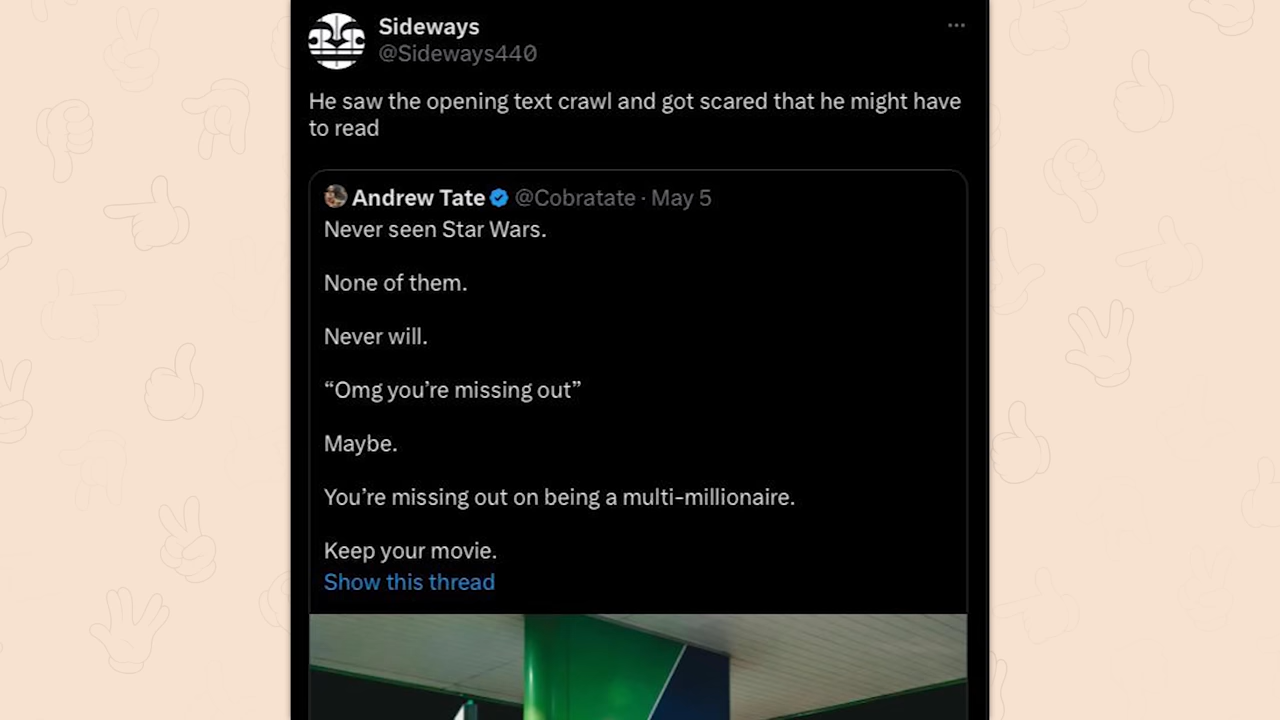 Sideways
@Sideways440
He saw the opening text crawl and got scared that he might have
to read
Andrew Tate @Cobratate · May 5
Never seen Star Wars.
None of them.
Never will.
“Omg you’re missing out”
Maybe.
You’re missing out on being a multi-millionaire.
Keep your movie.
Show this thread